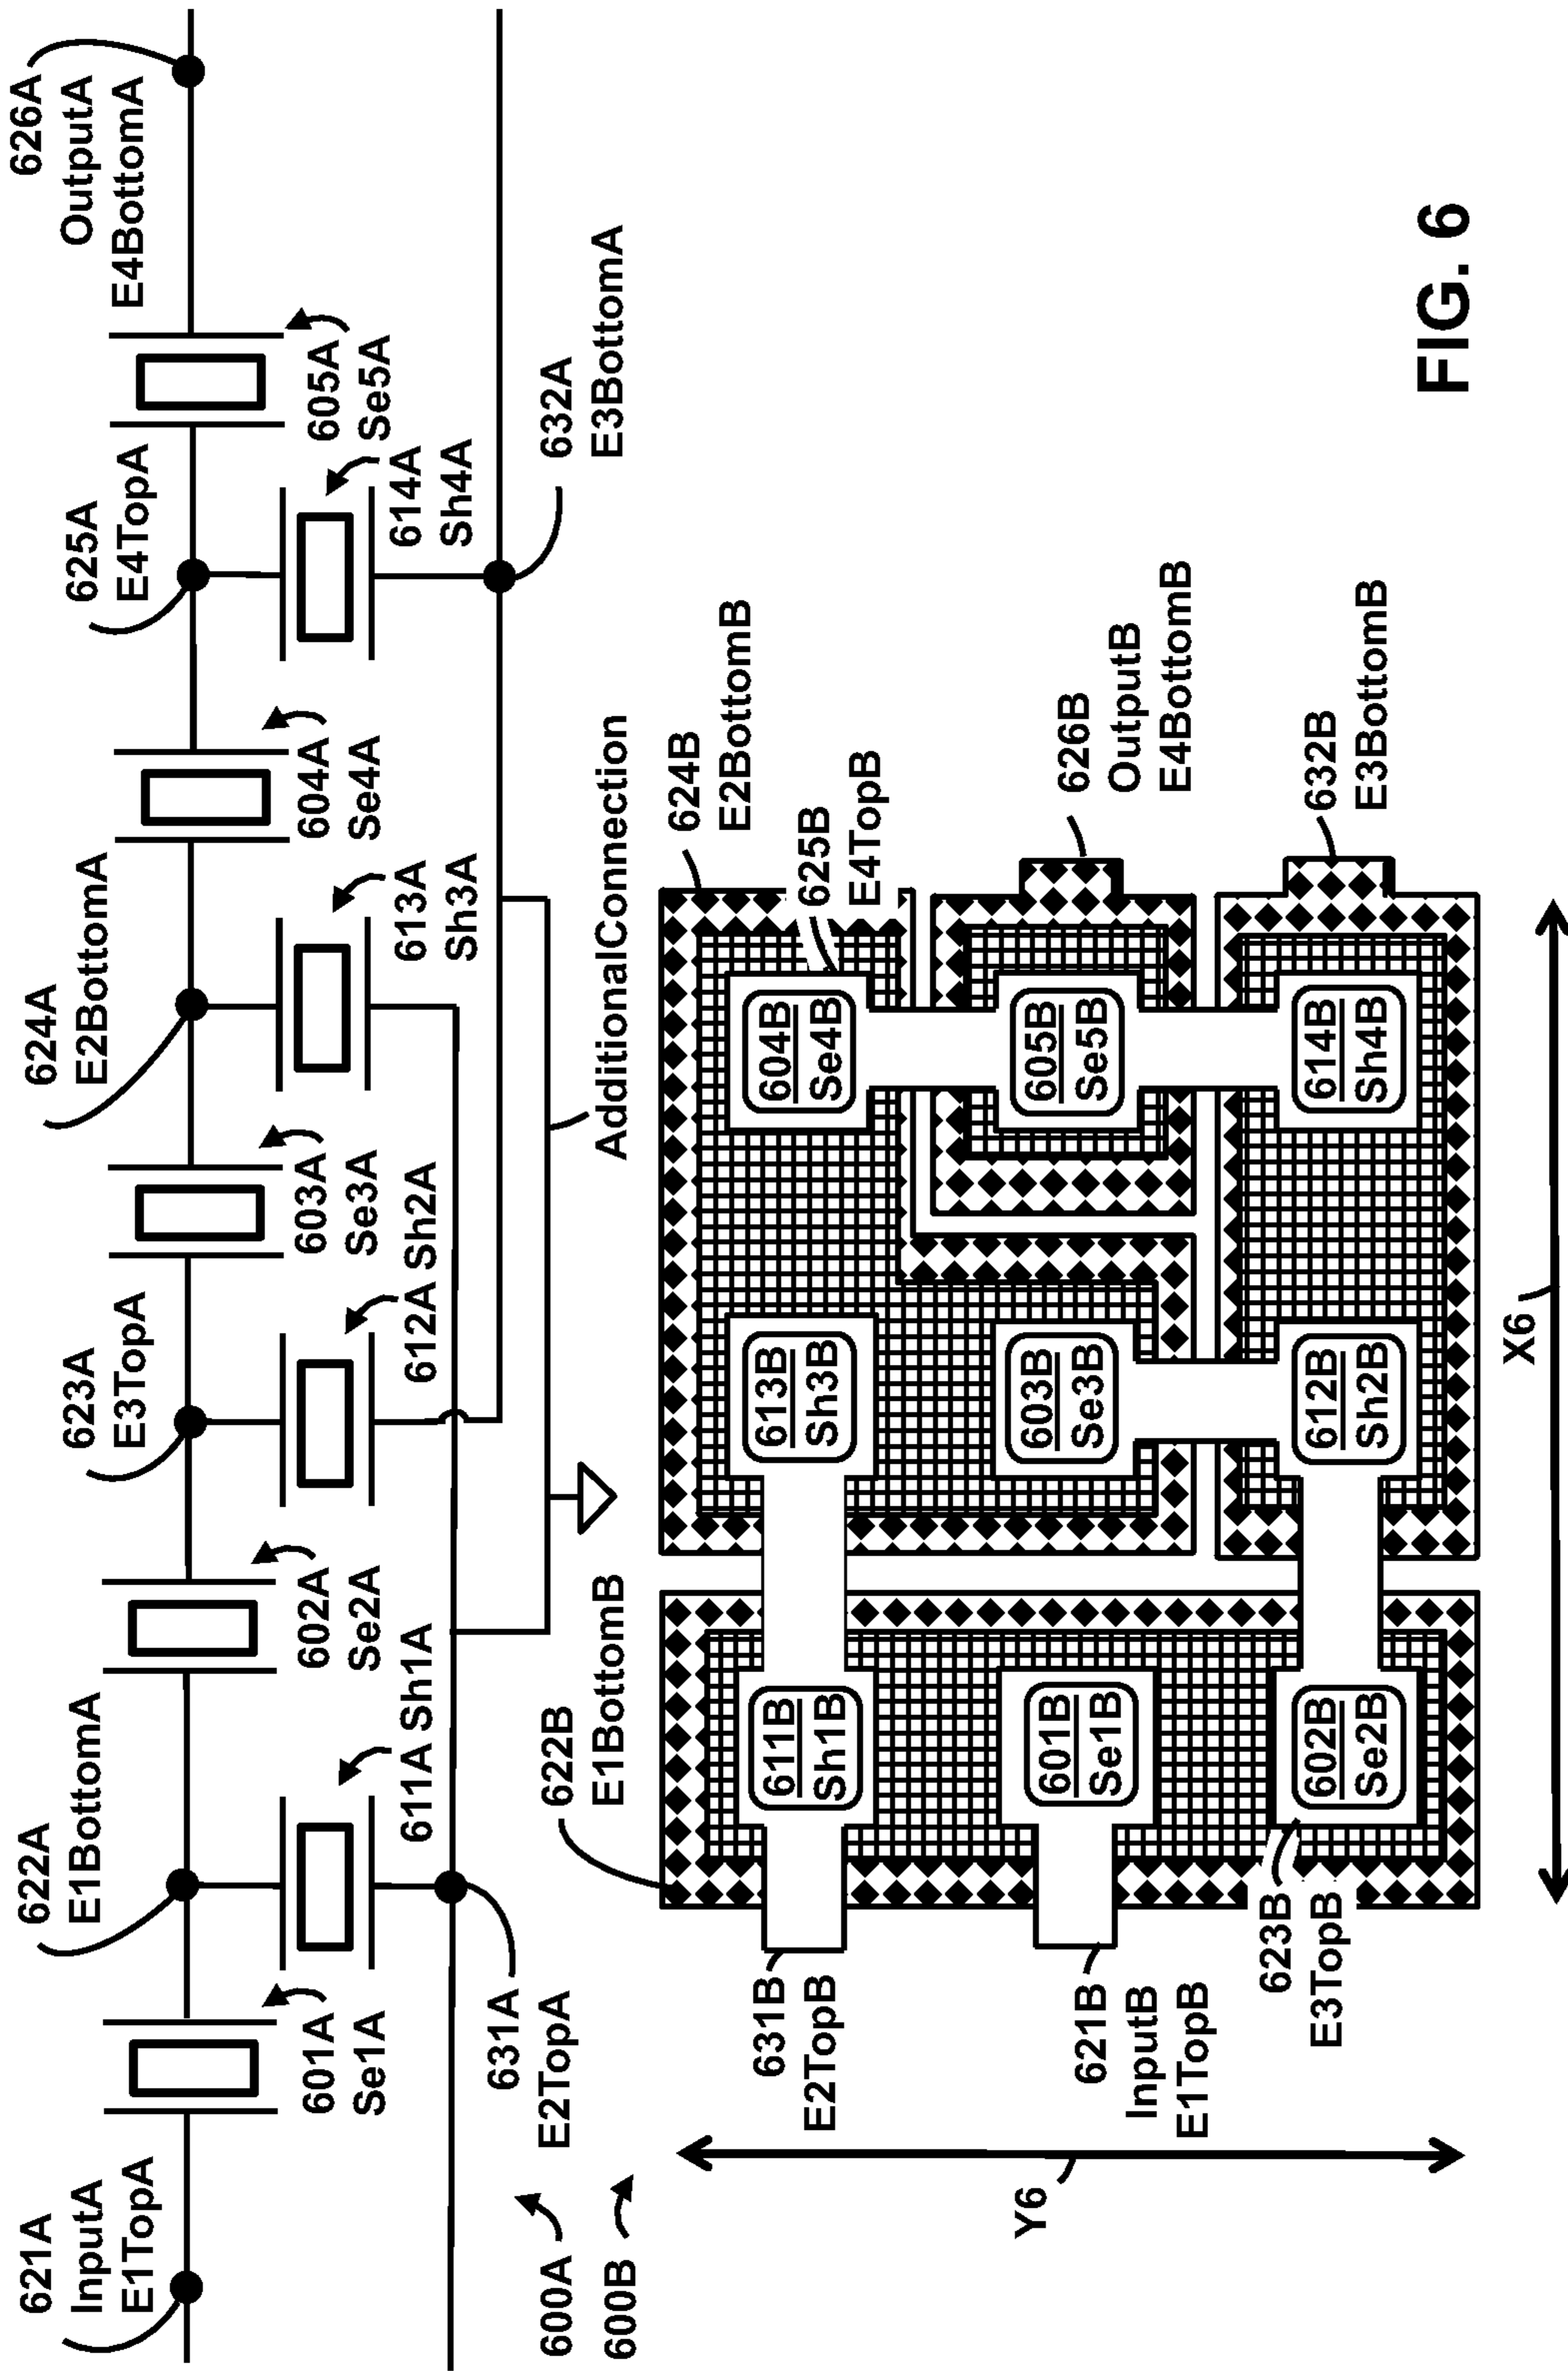 621A
InputA
E1TopA
622A
E1BottomA
623A
E3TopA
624A
E2BottomA
625A
E4TopA
626A
OutputA
E4BottomA
601A
Se1A
602A
Se2A
603A
Se3A
604A
Se4A
605A
Se5A
611A Sh1A
612A Sh2A
613A
Sh3A
614A
Sh4A
631A
E2TopA
632A
E3BottomA
AdditionalConnection
600A
600B
622B
E1BottomB
624B
E2BottomB
625B
E4TopB
631B
E2TopB
611B
Sh1B
613B
Sh3B
604B
Se4B
621B
InputB
E1TopB
601B
Se1B
603B
Se3B
605B
Se5B
626B
OutputB
E4BottomB
623B
E3TopB
602B
Se2B
612B
Sh2B
614B
Sh4B
632B
E3BottomB
Y6
X6
FIG. 6